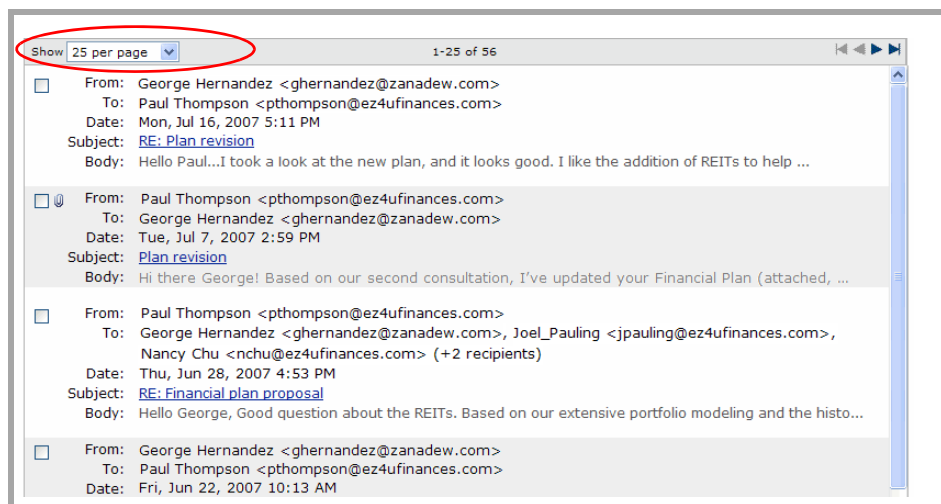 Show 25 per page 1-25 of 56
From: George Hernandez <ghernandez@zanadew.com>
To: Paul Thompson <pthompson@ez4ufinances.com>
Date: Mon, Jul 16, 2007 5:11 PM
Subject: RE: Plan revision
Body: Hello Paul...I took a look at the new plan, and it looks good. I like the addition of REITs to help ...
From: Paul Thompson <pthompson@ez4ufinances.com>
To: George Hernandez <ghernandez@zanadew.com>
Date: Tue, Jul 7, 2007 2:59 PM
Subject: Plan revision
Body: Hi there George! Based on our second consultation, I've updated your Financial Plan (attached, ...
From: Paul Thompson <pthompson@ez4ufinances.com>
To: George Hernandez <ghernandez@zanadew.com>, Joel_Pauling <jpauling@ez4ufinances.com>,
Nancy Chu <nchu@ez4ufinances.com> (+2 recipients)
Date: Thu, Jun 28, 2007 4:53 PM
Subject: RE: Financial plan proposal
Body: Hello George, Good question about the REITs. Based on our extensive portfolio modeling and the histo...
From: George Hernandez <ghernandez@zanadew.com>
To: Paul Thompson <pthompson@ez4ufinances.com>
Date: Fri, Jun 22, 2007 10:13 AM